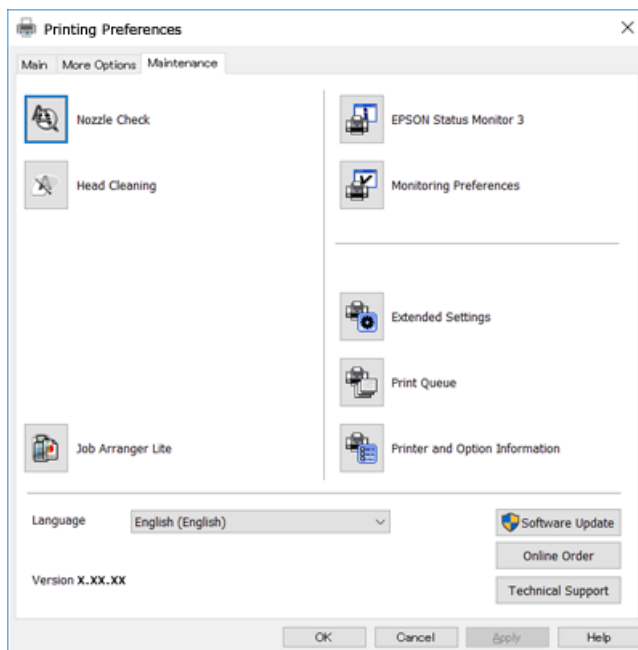 Printing Preferences
Main More Options Maintenance
Nozzle Check
Head Cleaning
Job Arranger Lite
EPSON Status Monitor 3
Monitoring Preferences
Extended Settings
Print Queue
Printer and Option Information
Language English (English)
Version X.XX.XX
Software Update
Online Order
Technical Support
OK Cancel Apply Help